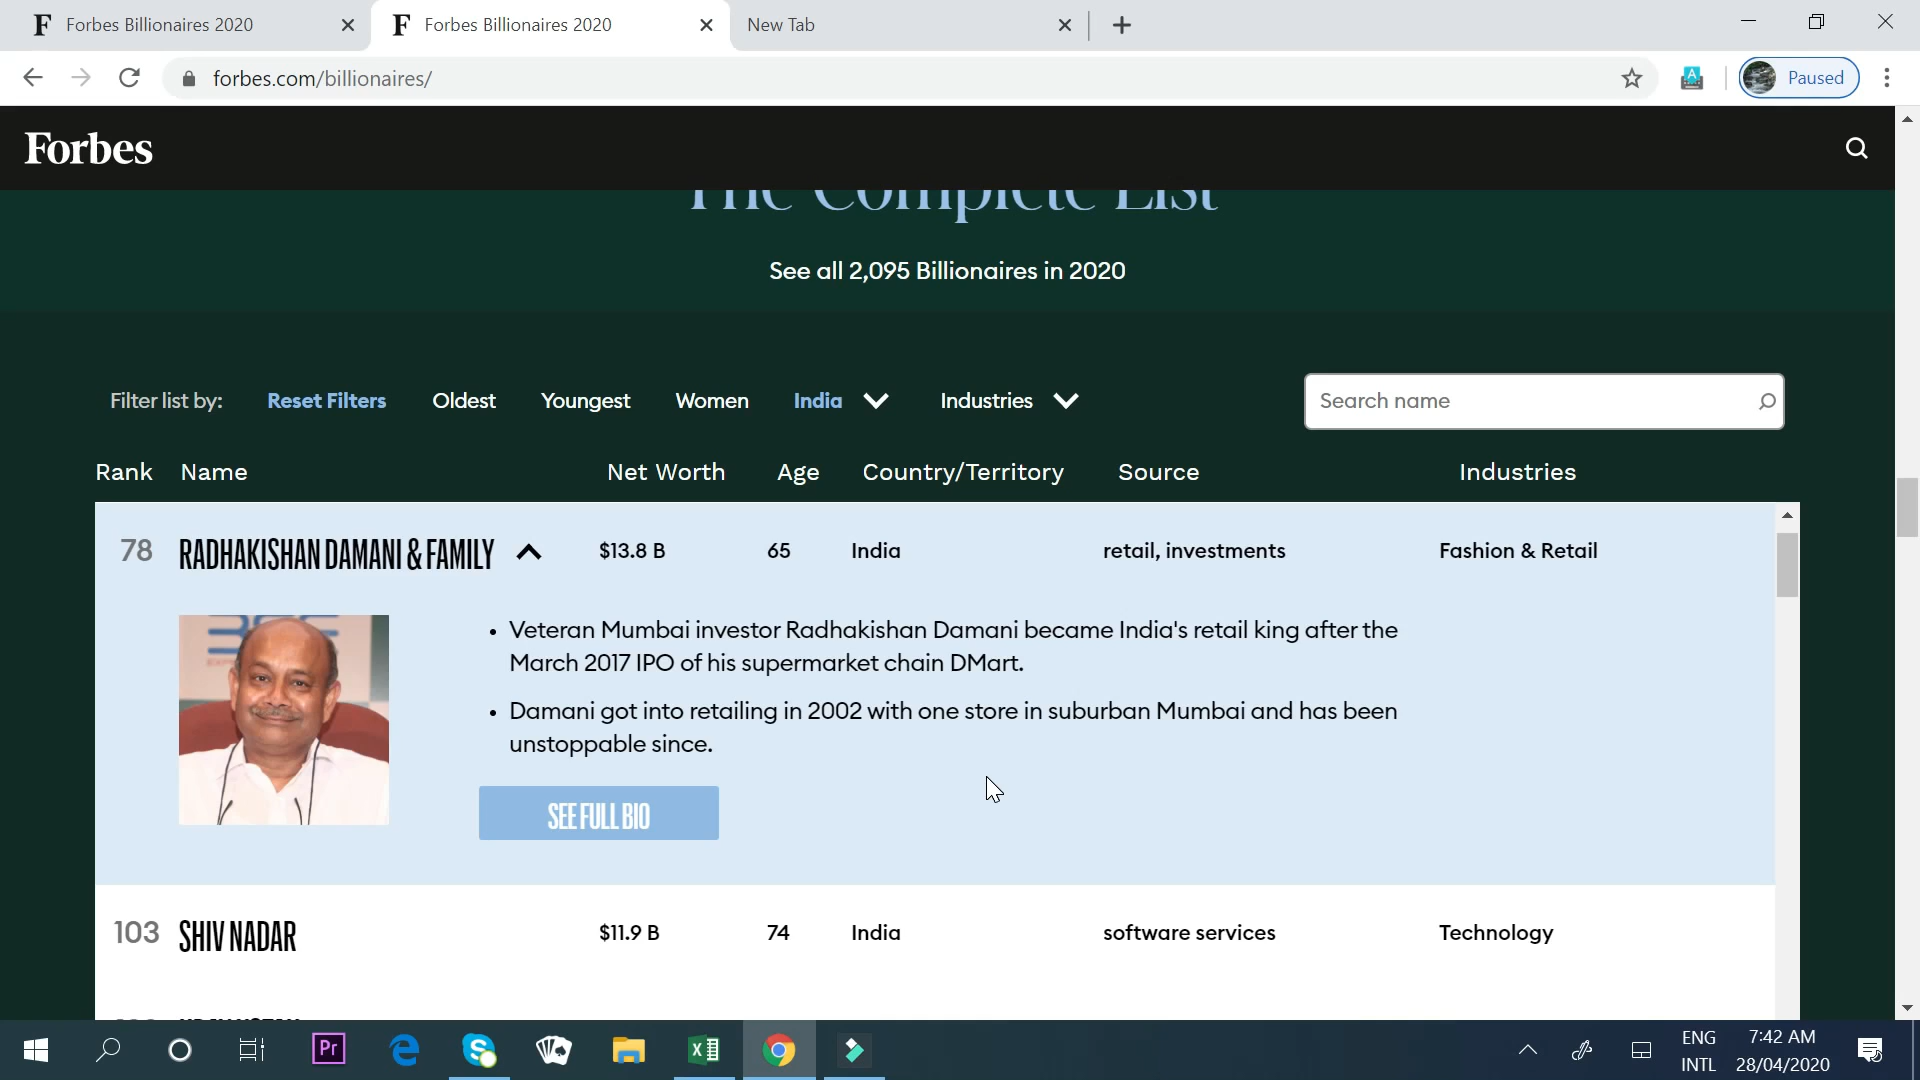 Forbes Billionaires 2020
Forbes Billionaires 2020
New Tab
forbes.com/billionaires/
Paused
Forbes
The Complete List
See all 2,095 Billionaires in 2020
Filter list by: Reset Filters Oldest Youngest Women India Industries Search name
Rank Name Net Worth Age Country/Territory Source Industries
78 RADHAKISHAN DAMANI & FAMILY $13.8 B 65 India retail, investments Fashion & Retail
• Veteran Mumbai investor Radhakishan Damani became India's retail king after the
March 2017 IPO of his supermarket chain DMart.
• Damani got into retailing in 2002 with one store in suburban Mumbai and has been
unstoppable since.
SEE FULL BIO
103 SHIV NADAR $11.9 B 74 India software services Technology
Pr
ENG 7:42 AM
INTL 28/04/2020